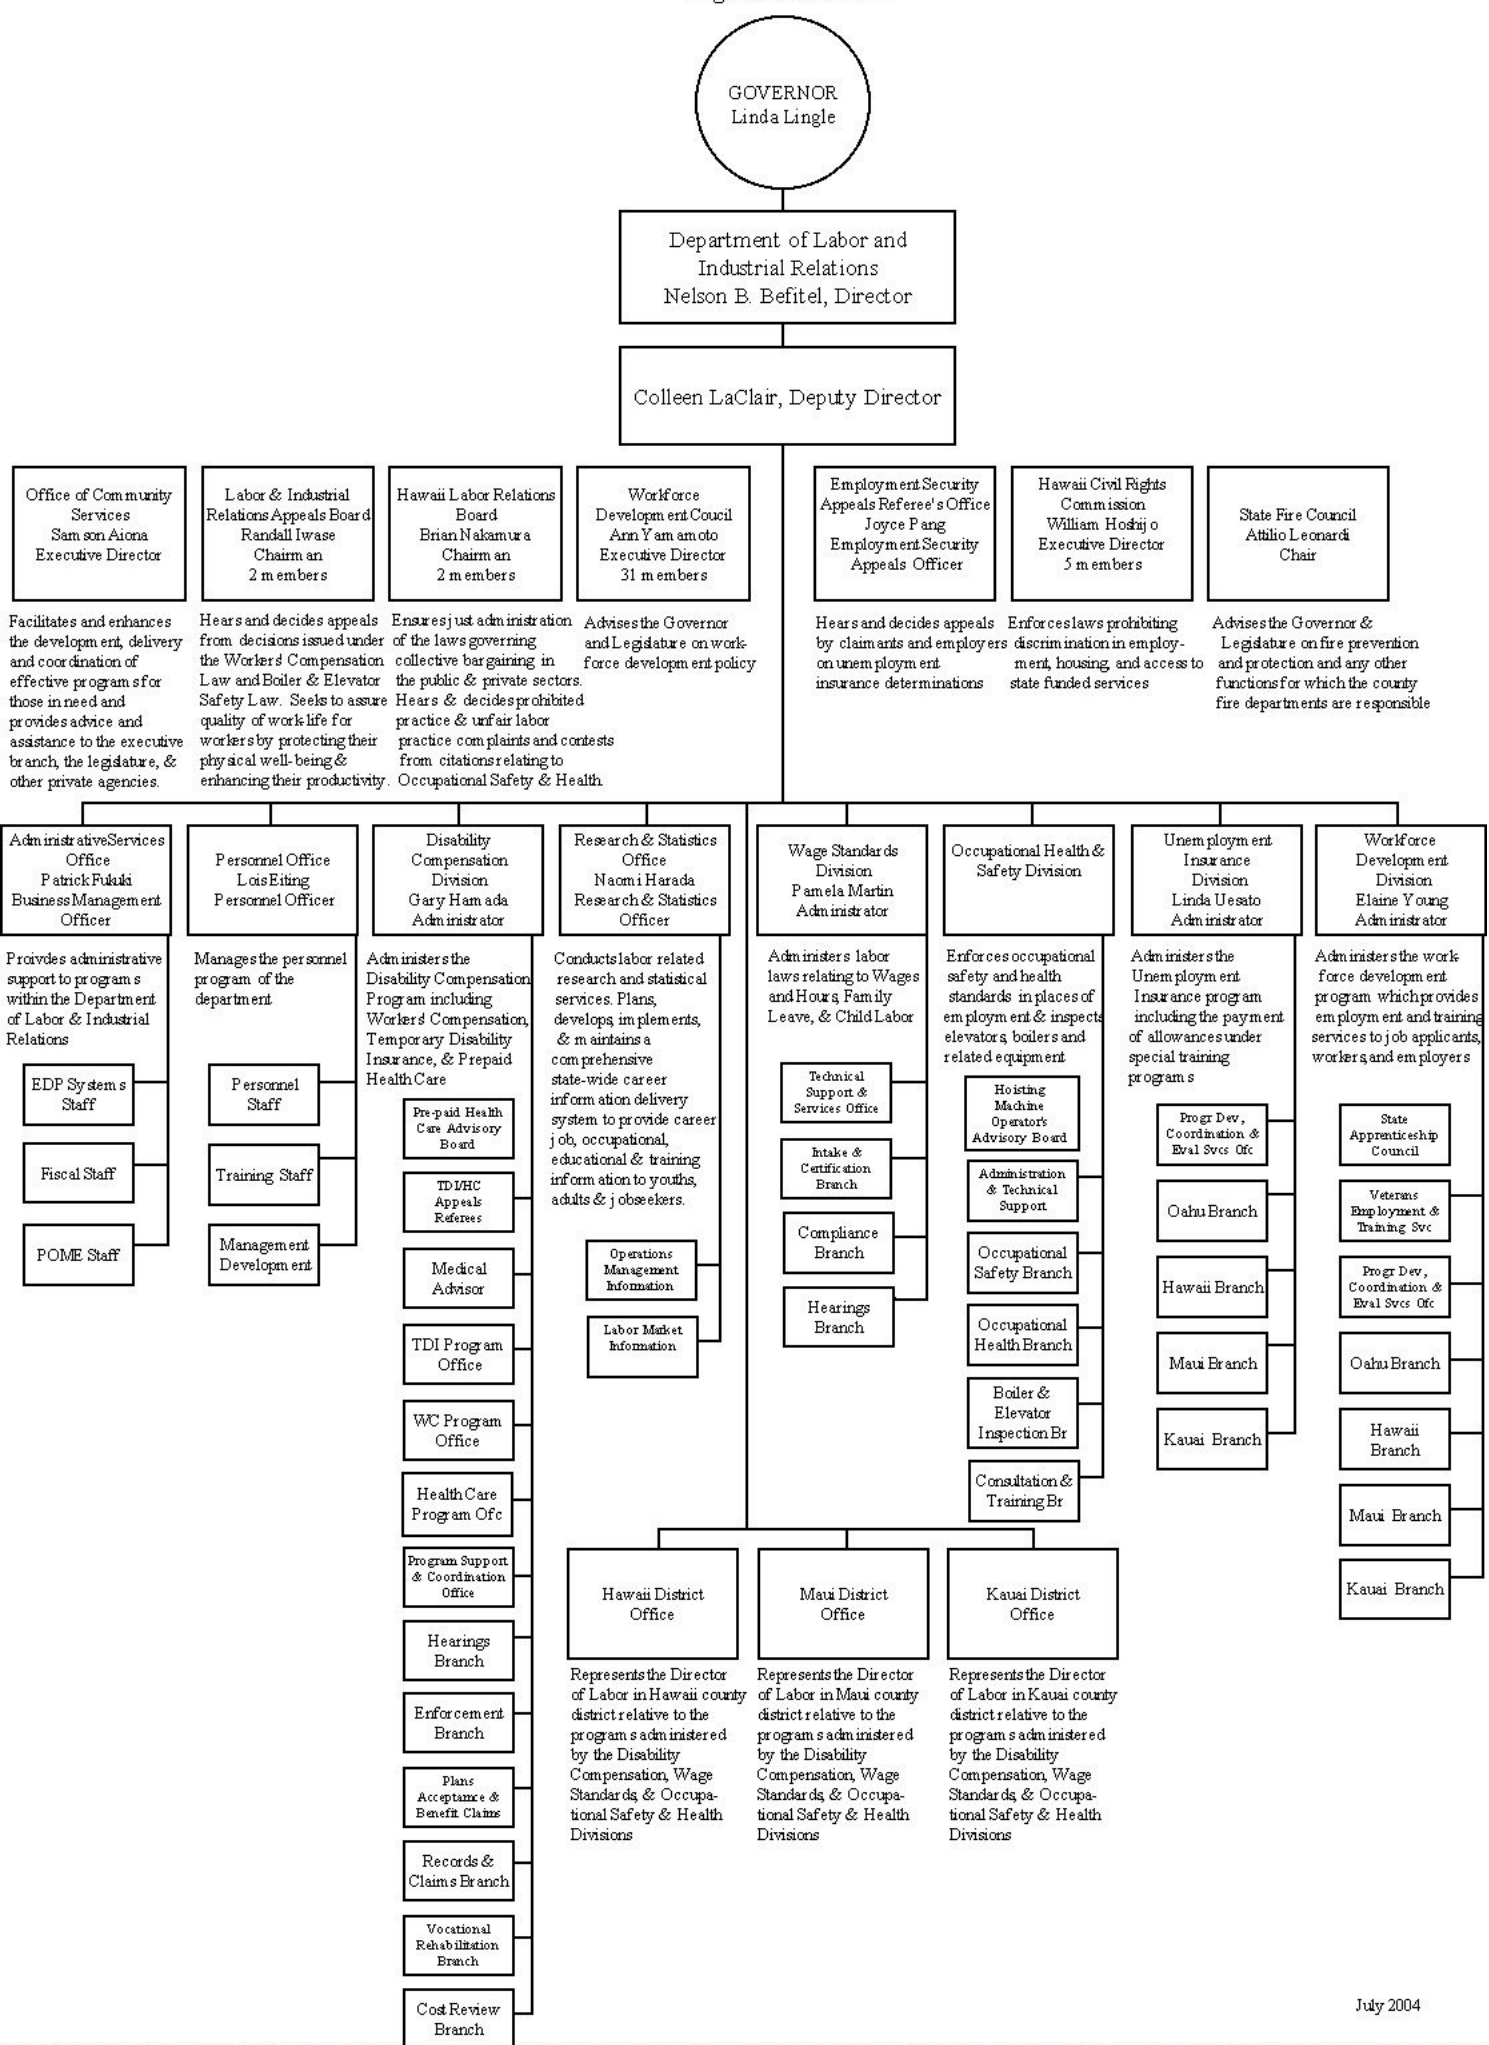 GOVERNOR
Linda Lingle
Department of Labor and
Industrial Relations
Nelson B. Befitel, Director
Colleen LaClair, Deputy Director
Office of Community
Services
Samson Aiona
Executive Director
Facilitates and enhances
the development, delivery
and coordination of
effective programs for
those in need and
provides advice and
assistance to the executive
branch, the legislature, &
other private agencies.
Labor & Industrial
Relations Appeals Board
Randall Iwase
Chairman
2 members
Hears and decides appeals
from decisions issued under
the Workers' Compensation
Law and Boiler & Elevator
Safety Law. Seeks to assure
quality of work-life for
workers by protecting their
physical well-being &
enhancing their productivity.
Hawaii Labor Relations
Board
Brian Nakamura
Chairman
2 members
Ensures just administration
of the laws governing
collective bargaining in
the public & private sectors.
Hears & decides prohibited
practice & unfair labor
practice complaints and contests
from citations relating to
Occupational Safety & Health
Workforce
Development Coucil
Ann Yamamoto
Executive Director
31 members
Advises the Governor
and Legislature on work-
force development policy
Employment Security
Appeals Referee's Office
Joyce Pang
Employment Security
Appeals Officer
Hears and decides appeals
by claimants and employers
on unemployment
insurance determinations
Hawaii Civil Rights
Commission
William Hoshijo
Executive Director
5 members
Enforces laws prohibiting
discrimination in employ-
ment, housing, and access to
state funded services
State Fire Council
Attilio Leonardi
Chair
Advises the Governor &
Legislature on fire prevention
and protection and any other
functions for which the county
fire departments are responsible
Administrative Services
Office
Patrick Fukuki
Business Management
Officer
Proivdes administrative
support to programs
within the Department
of Labor & Industrial
Relations
EDP Systems
Staff
Fiscal Staff
POME Staff
Personnel Office
Lois Eiting
Personnel Officer
Manages the personnel
program of the
department
Personnel
Staff
Training Staff
Management
Development
Disability
Compensation
Division
Gary Hamada
Administrator
Administers the
Disability Compensation
Program including
Workers' Compensation,
Temporary Disability
Insurance, & Prepaid
Health Care
Pre-paid Health
Care Advisory
Board
TDI/HC
Appeals
Referees
Medical
Advisor
TDI Program
Office
WC Program
Office
Health Care
Program Ofc
Program Support
& Coordination
Office
Hearings
Branch
Enforcement
Branch
Plans
Acceptance &
Benefit Claims
Records &
Claims Branch
Vocational
Rehabilitation
Branch
Cost Review
Branch
Research & Statistics
Office
Naomi Harada
Research & Statistics
Officer
Conducts labor related
research and statistical
services. Plans,
develops, implements,
& maintains a
comprehensive
state-wide career
information delivery
system to provide career
job, occupational,
educational & training
information to youths,
adults & jobseekers.
Operations
Management
Information
Labor Market
Information
Wage Standards
Division
Pamela Martin
Administrator
Administers labor
laws relating to Wages
and Hours, Family
Leave, & Child Labor
Technical
Support &
Services Office
Intake &
Certification
Branch
Compliance
Branch
Hearings
Branch
Occupational Health &
Safety Division
Enforces occupational
safety and health
standards in places of
employment & inspects
elevators, boilers and
related equipment
Hoisting
Machine
Operator's
Advisory Board
Administration
& Technical
Support
Occupational
Safety Branch
Occupational
Health Branch
Boiler &
Elevator
Inspection Br
Consultation &
Training Br
Unemployment
Insurance
Division
Linda Uesato
Administrator
Administers the
Unemployment
Insurance program
including the payment
of allowances under
special training
programs
Progr Dev,
Coordination &
Eval Svcs Ofc
Oahu Branch
Hawaii Branch
Maui Branch
Kauai Branch
Workforce
Development
Division
Elaine Young
Administrator
Administers the work
force development
program which provides
employment and training
services to job applicants,
workers, and employers
State
Apprenticeship
Council
Veterans
Employment &
Training Svc
Progr Dev,
Coordination &
Eval Svcs Ofc
Oahu Branch
Hawaii
Branch
Maui Branch
Kauai Branch
Hawaii District
Office
Represents the Director
of Labor in Hawaii county
district relative to the
programs administered
by the Disability
Compensation, Wage
Standards, & Occupa-
tional Safety & Health
Divisions
Maui District
Office
Represents the Director
of Labor in Maui county
district relative to the
programs administered
by the Disability
Compensation, Wage
Standards, & Occupa-
tional Safety & Health
Divisions
Kauai District
Office
Represents the Director
of Labor in Kauai county
district relative to the
programs administered
by the Disability
Compensation, Wage
Standards, & Occupa-
tional Safety & Health
Divisions
July 2004